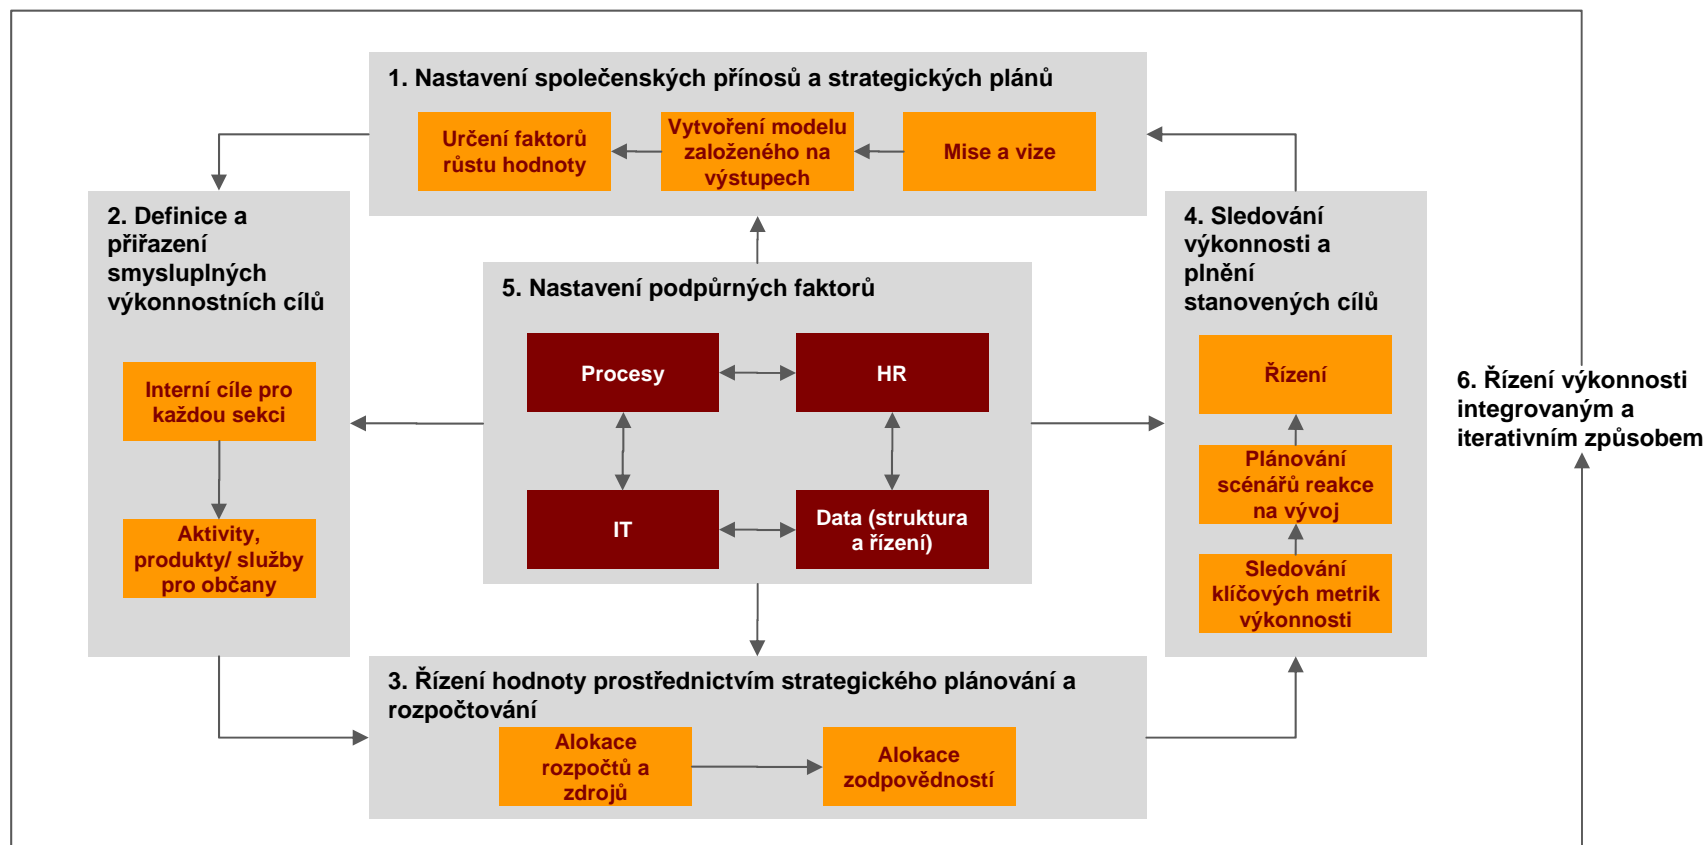 1. Nastavení společenských přínosů a strategických plánů
Určení faktorů
růstu hodnoty
Vytvoření modelu
založeného na
výstupech
Mise a vize
2. Definice a
přiřazení
smysluplných
výkonnostních cílů
Interní cíle pro
každou sekci
Aktivity,
produkty/ služby
pro občany
5. Nastavení podpůrných faktorů
Procesy
HR
IT
Data (struktura
a řízení)
4. Sledování
výkonnosti a
plnění
stanovených cílů
Řízení
Plánování
scénářů reakce
na vývoj
Sledování
klíčových metrik
výkonnosti
6. Řízení výkonnosti
integrovaným a
iterativním způsobem
3. Řízení hodnoty prostřednictvím strategického plánování a
rozpočtování
Alokace
rozpočtů a
zdrojů
Alokace
zodpovědností